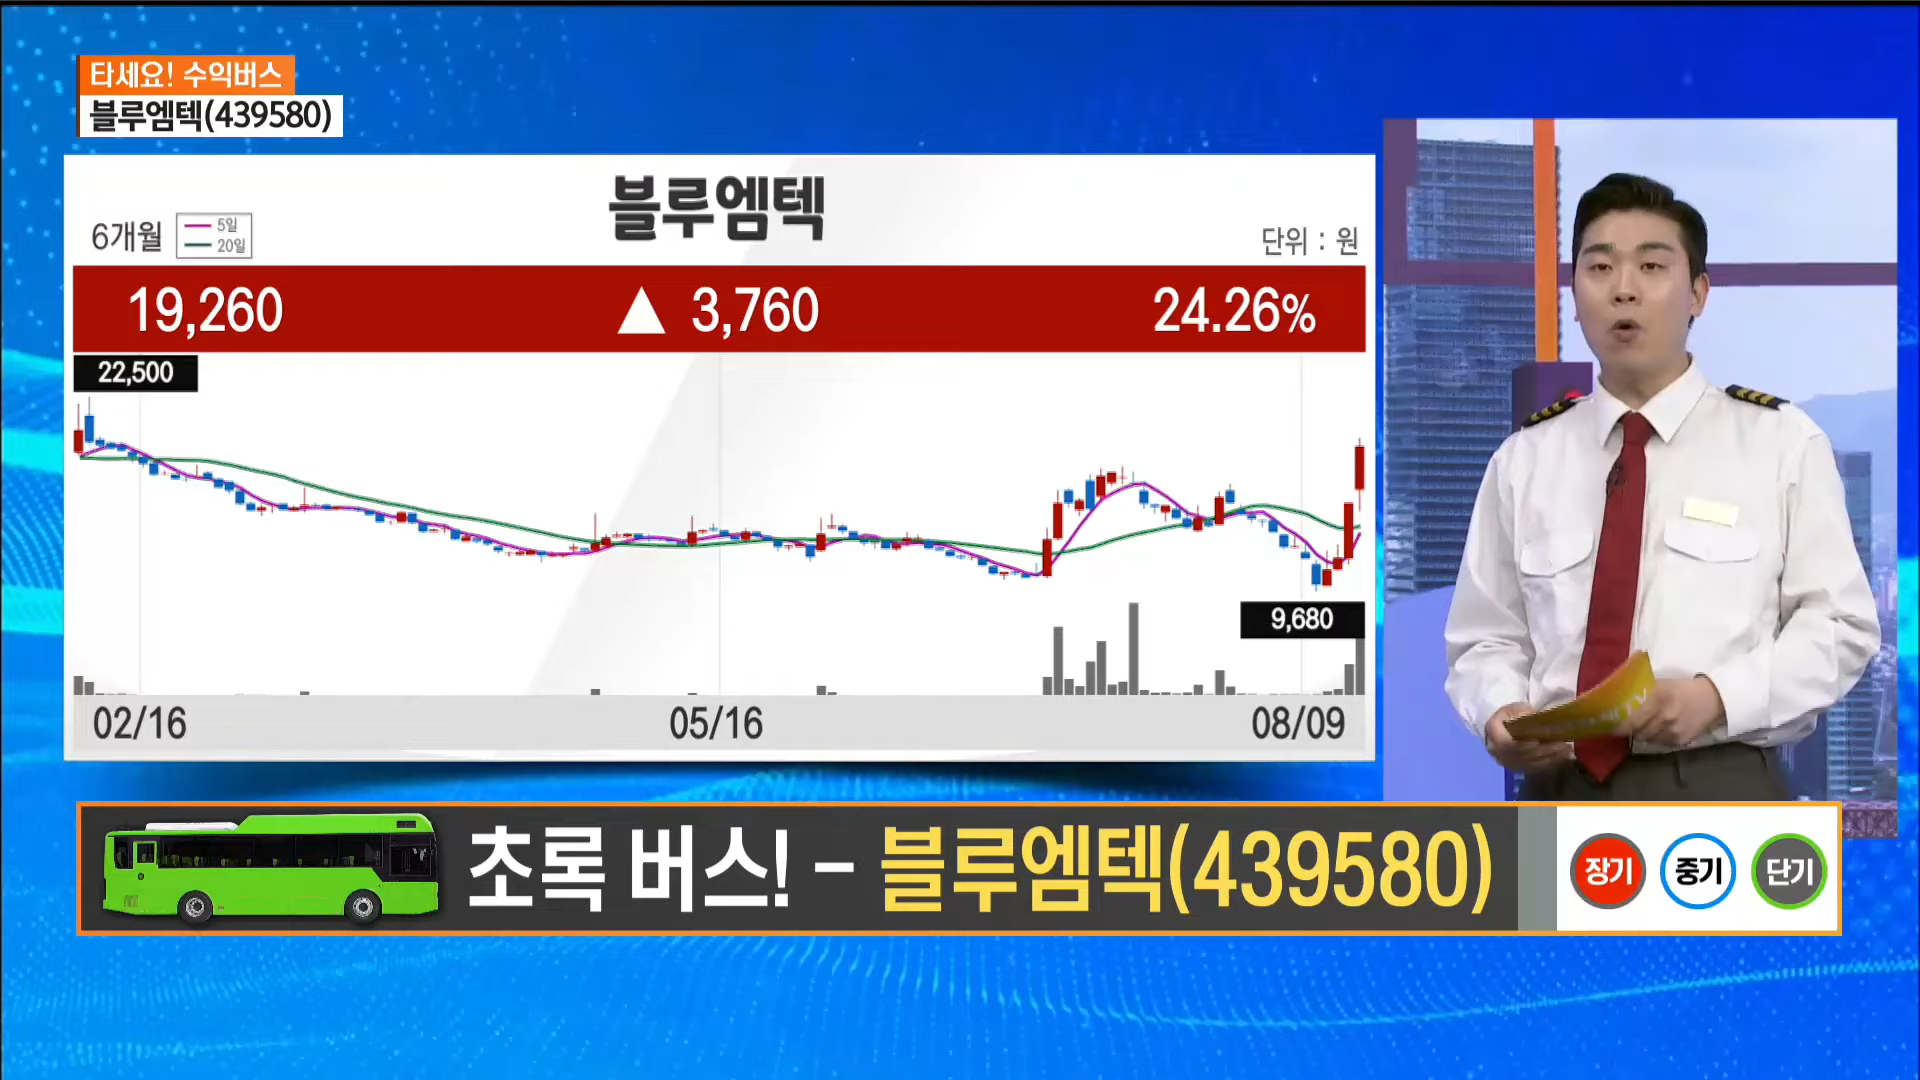 타세요! 수익버스
블루엠텍(439580)
블루엠텍
6개월
5일
20일
단위 : 원
19,260 ▲ 3,760 24.26%
22,500
9,680
02/16 05/16 08/09
초록 버스! - 블루엠텍(439580)
장기 중기 단기